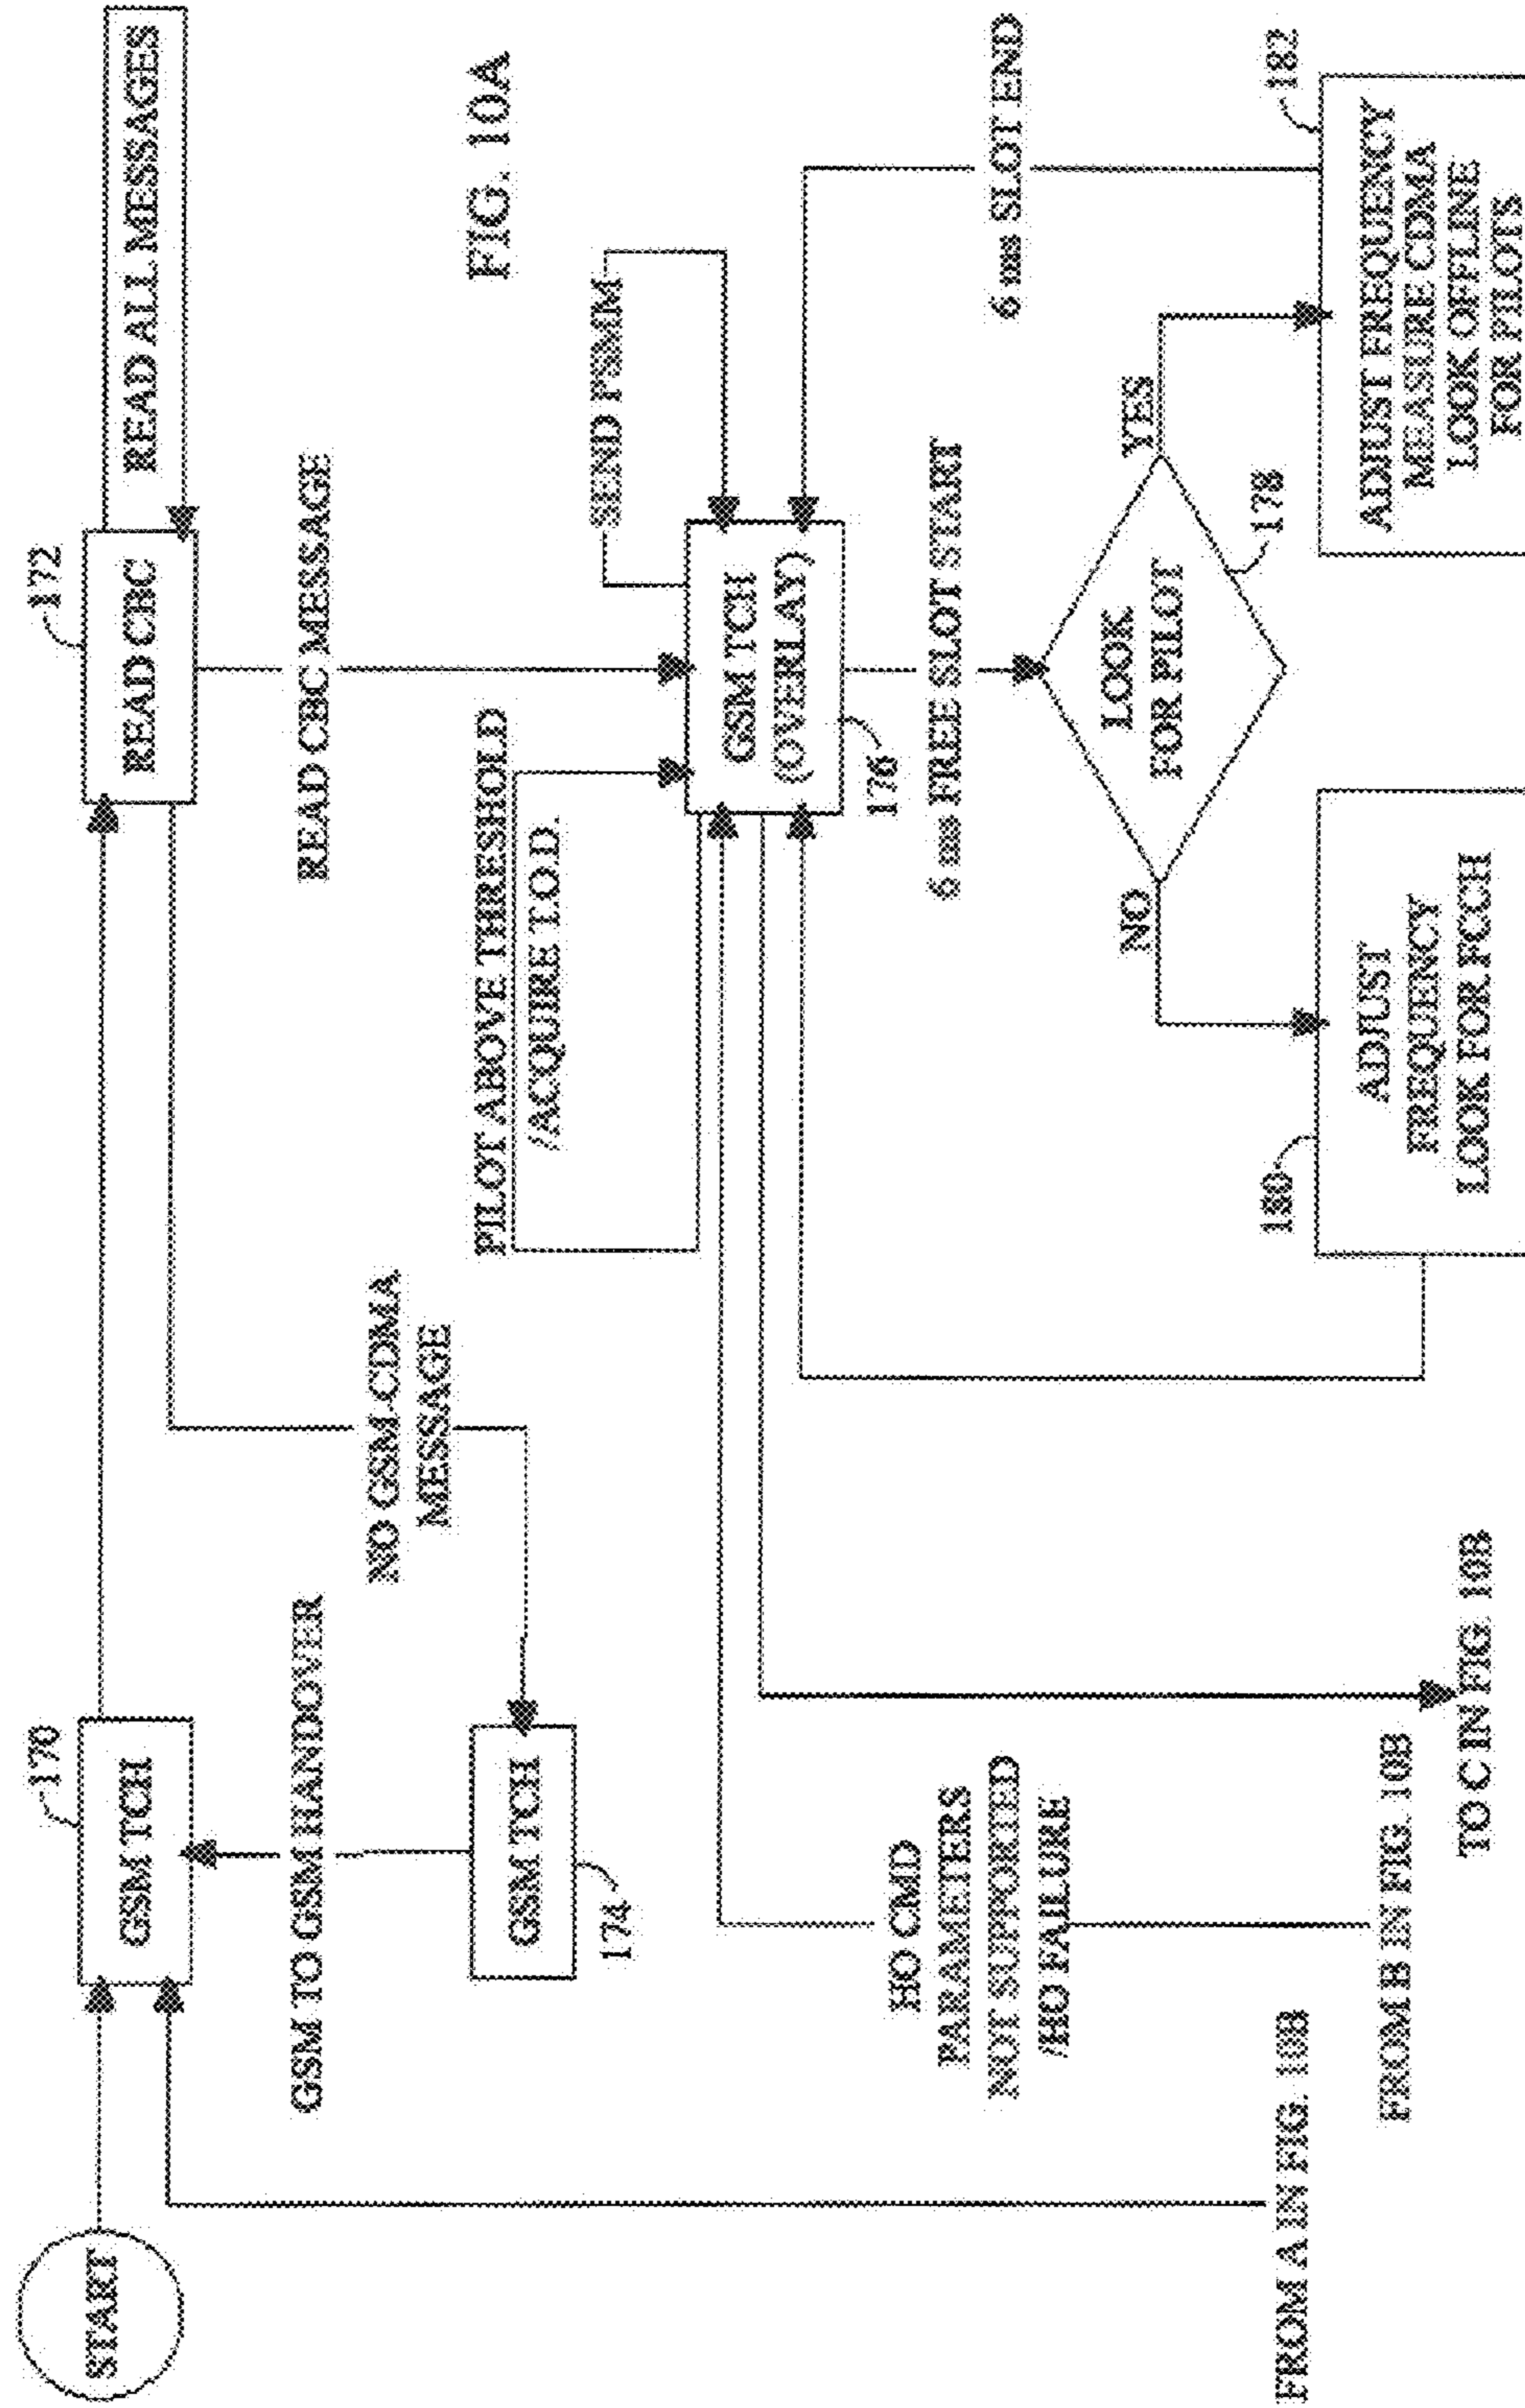 START
170
GSM TCH
172
READ CBC
READ ALL MESSAGES
GSM TO GSM HANDOVER
NO GSM-CDMA
MESSAGE
READ CBC MESSAGE
GSM TCH
174
PILOT ABOVE THRESHOLD
/ACQUIRE T.O.D.
SEND PSMM
FIG. 10A
GSM TCH
(OVERLAY)
176
HO CMD
PARAMETERS
NOT SUPPORTED
/HO FAILURE
6 ms FREE SLOT START
6 ms SLOT END
LOOK
FOR PILOT
178
NO
YES
180
ADJUST
FREQUENCY
LOOK FOR FCCH
182
ADJUST FREQUENCY
MEASURE CDMA
LOOK OFFLINE
FOR PILOTS
FROM A IN FIG. 10B
FROM B IN FIG. 10B
TO C IN FIG. 10B